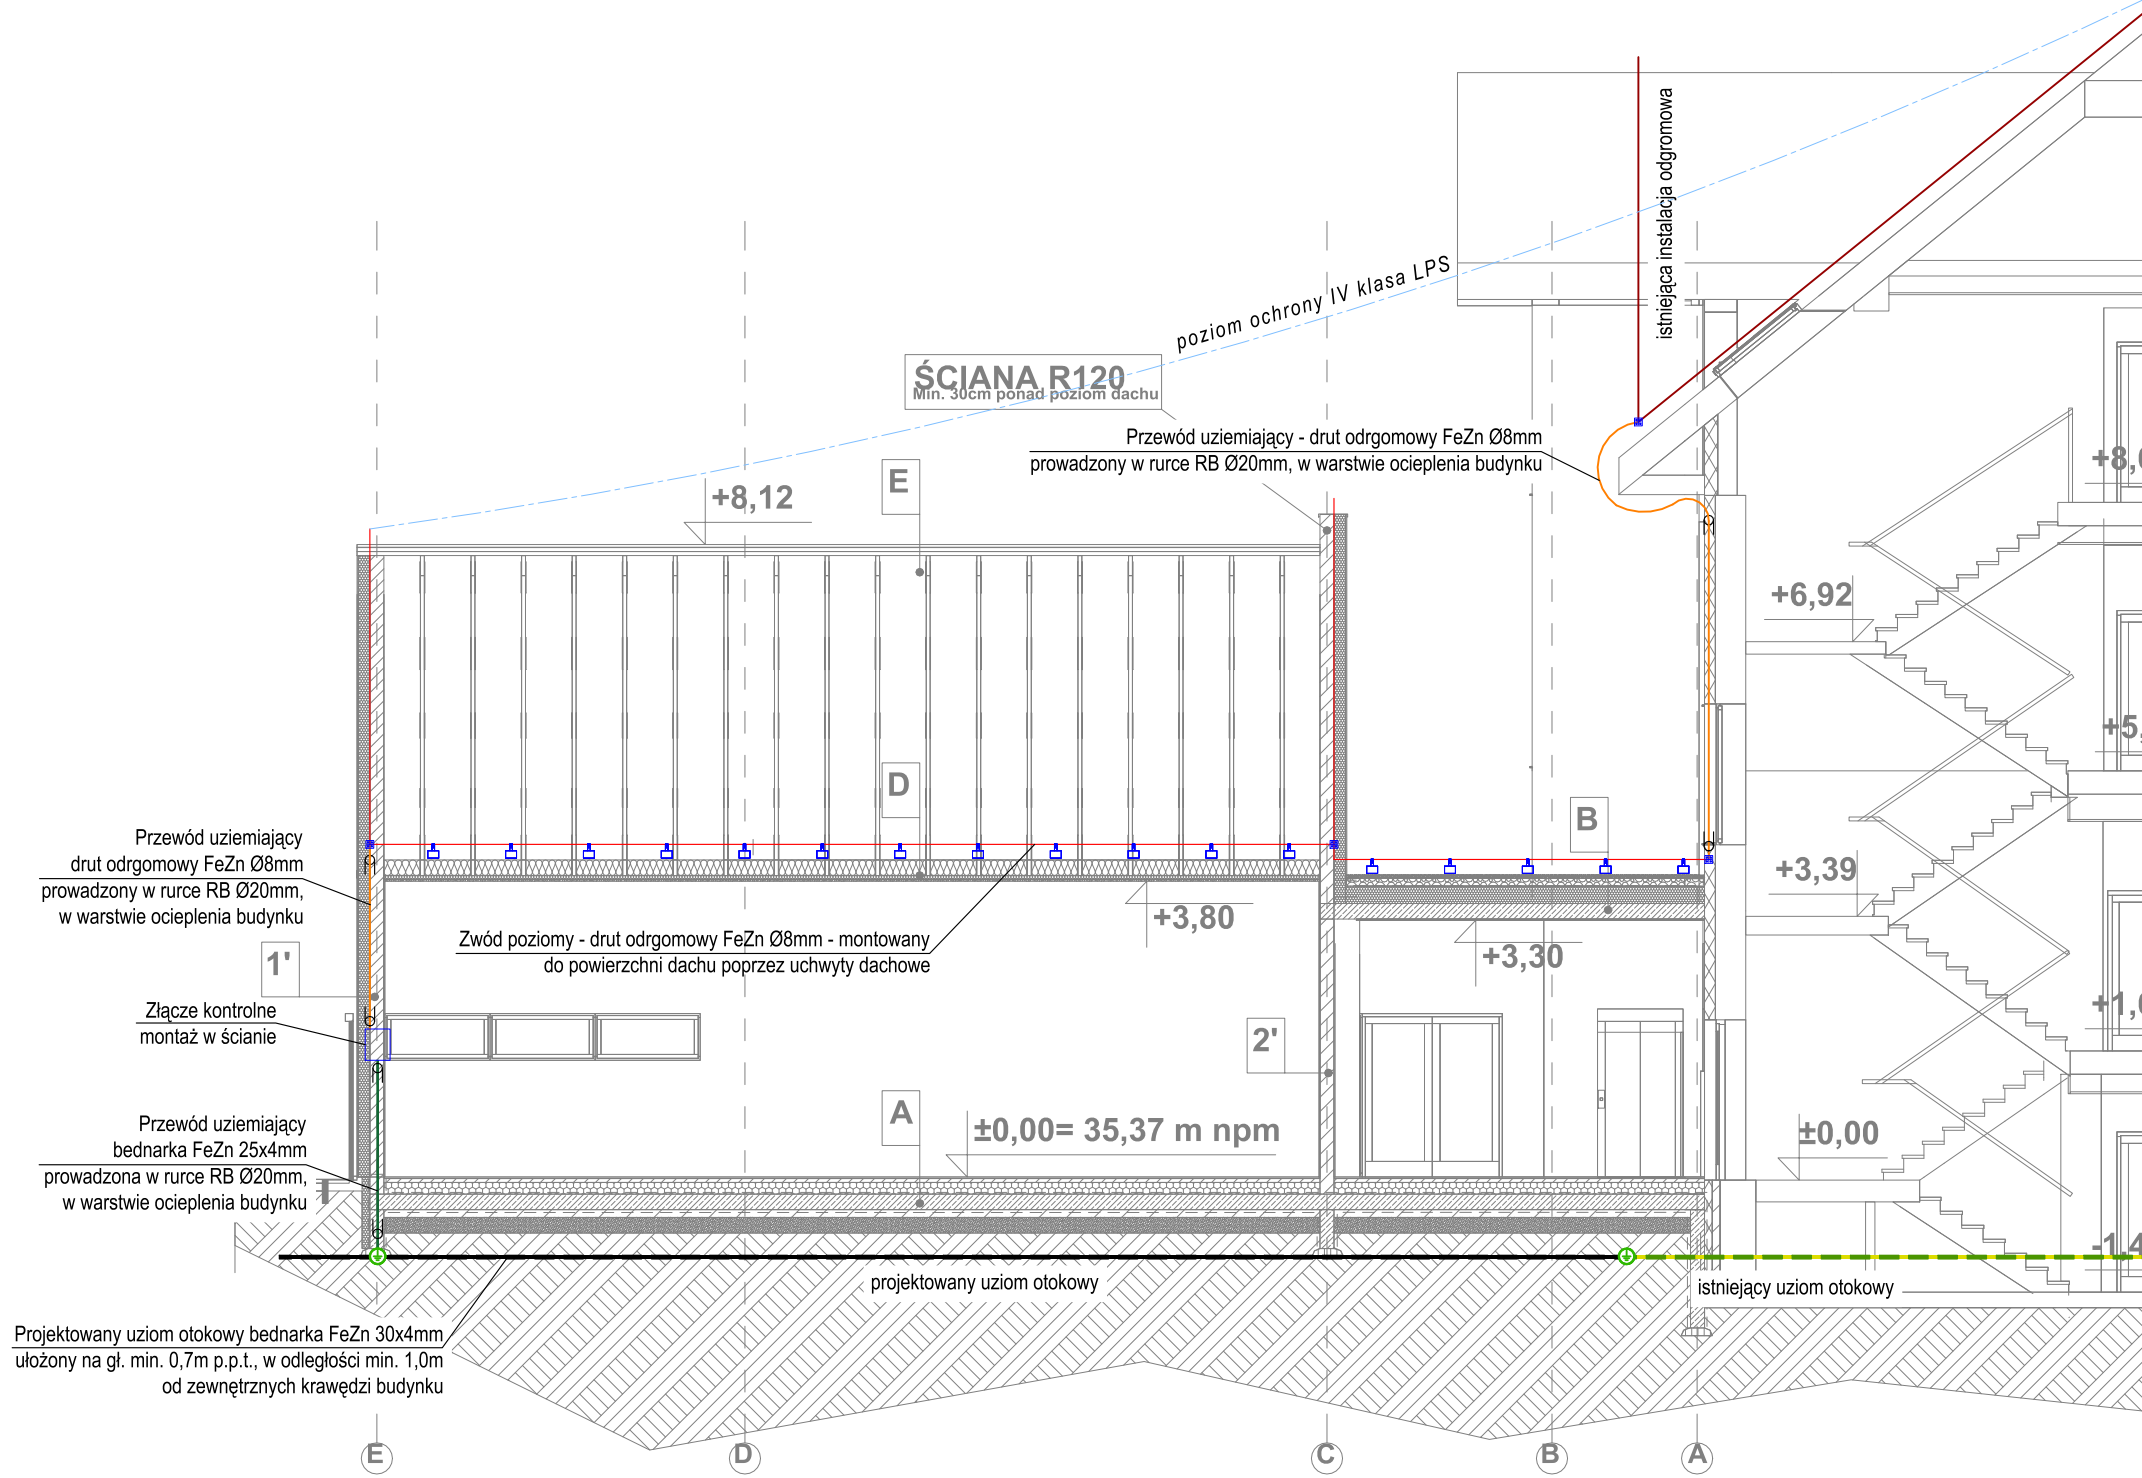 istniejąca instalacja odgromowa
poziom ochrony IV klasa LPS
ŚCIANA R120
Min. 30cm ponad poziom dachu
Przewód uziemiający - drut odrgomowy FeZn Ø8mm
prowadzony w rurce RB Ø20mm, w warstwie ocieplenia budynku
+8,12
E
+6,92
D
B
Przewód uziemiający
drut odrgomowy FeZn Ø8mm
prowadzony w rurce RB Ø20mm,
w warstwie ocieplenia budynku
+3,39
+3,80
+3,30
Zwód poziomy - drut odrgomowy FeZn Ø8mm - montowany
do powierzchni dachu poprzez uchwyty dachowe
1'
Złącze kontrolne
montaż w ścianie
2'
A
±0,00= 35,37 m npm
±0,00
Przewód uziemiający
bednarka FeZn 25x4mm
prowadzona w rurce RB Ø20mm,
w warstwie ocieplenia budynku
projektowany uziom otokowy
istniejący uziom otokowy
Projektowany uziom otokowy bednarka FeZn 30x4mm
ułożony na gł. min. 0,7m p.p.t., w odległości min. 1,0m
od zewnętrznych krawędzi budynku
E
D
C
B
A